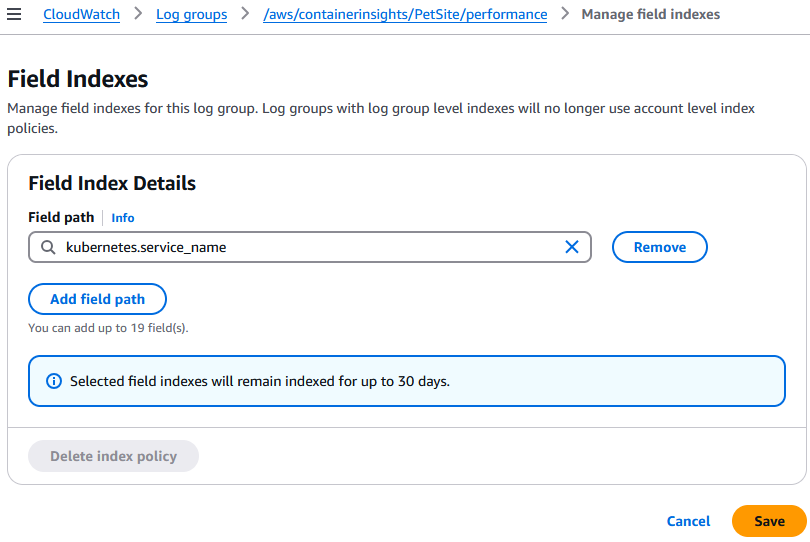 CloudWatch > Log groups > /aws/containerinsights/PetSite/performance > Manage field indexes
Field Indexes
Manage field indexes for this log group. Log groups with log group level indexes will no longer use account level index
policies.
Field Index Details
Field path Info
kubernetes.service_name Remove
Add field path
You can add up to 19 field(s).
Selected field indexes will remain indexed for up to 30 days.
Delete index policy
Cancel Save